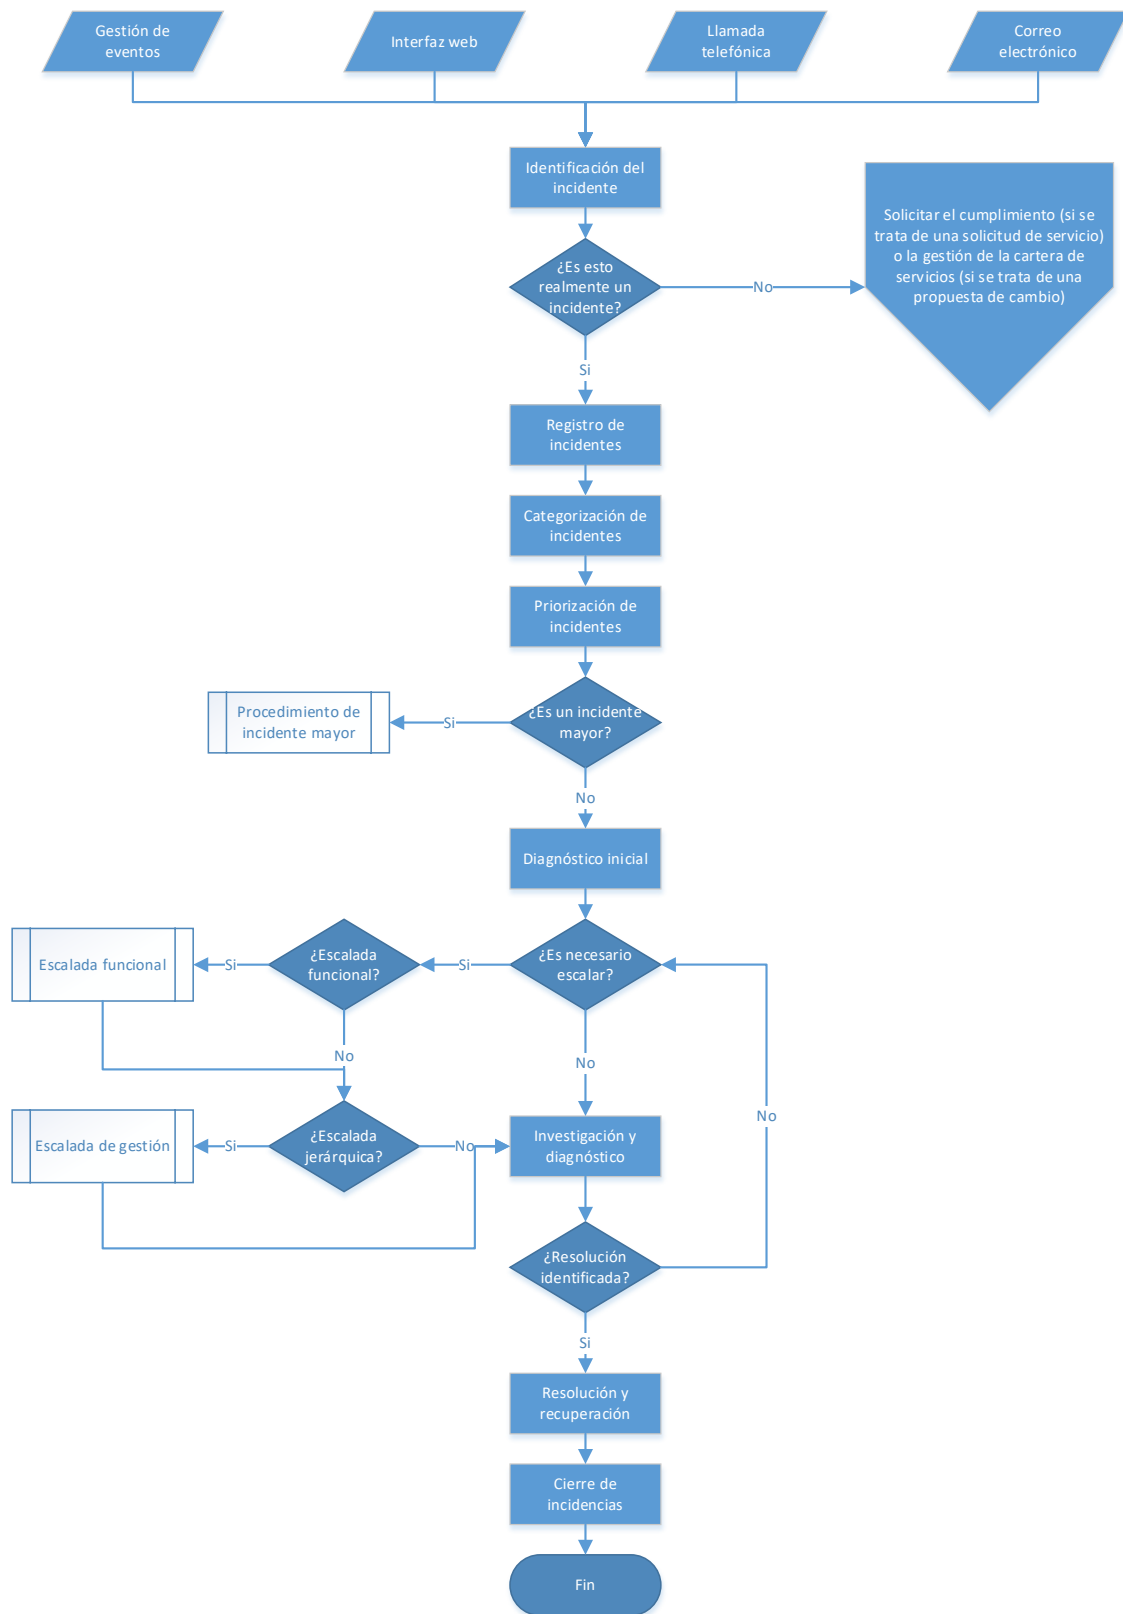 Gestión de
eventos
Interfaz web
Llamada
telefónica
Correo
electrónico
Identificación del
incidente
Solicitar el cumplimiento (si se
trata de una solicitud de servicio)
o la gestión de la cartera de
servicios (si se trata de una
propuesta de cambio)
¿Es esto
realmente un
incidente?
No
Si
Registro de
incidentes
Categorización de
incidentes
Priorización de
incidentes
¿Es un incidente
mayor?
Si
Procedimiento de
incidente mayor
No
Diagnóstico inicial
¿Es necesario
escalar?
Si
¿Escalada
funcional?
Si
Escalada funcional
No
No
¿Escalada
jerárquica?
Si
Escalada de gestión
No
Investigación y
diagnóstico
No
¿Resolución
identificada?
Si
Resolución y
recuperación
Cierre de
incidencias
Fin